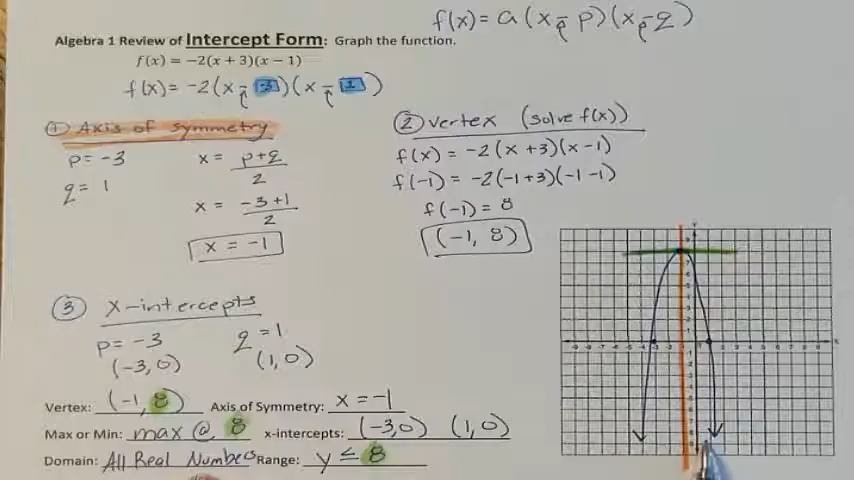 f(x) = a(x - p)(x - q)
Algebra 1 Review of Intercept Form: Graph the function.
f(x) = −2(x + 3)(x − 1)
f(x) = -2(x - -3)(x - 1)
① Axis of symmetry
p = -3
q = 1
x = p+q / 2
x = -3+1 / 2
x = -1
② vertex (solve f(x))
f(x) = -2(x+3)(x-1)
f(-1) = -2(-1+3)(-1-1)
f(-1) = 8
(-1, 8)
③ x-intercepts
p = -3
(-3,0)
q = 1
(1,0)
Vertex: (-1, 8) Axis of Symmetry: x = -1
Max or Min: max @ 8 x-intercepts: (-3,0) (1,0)
Domain: All Real Numbers Range: y ≤ 8